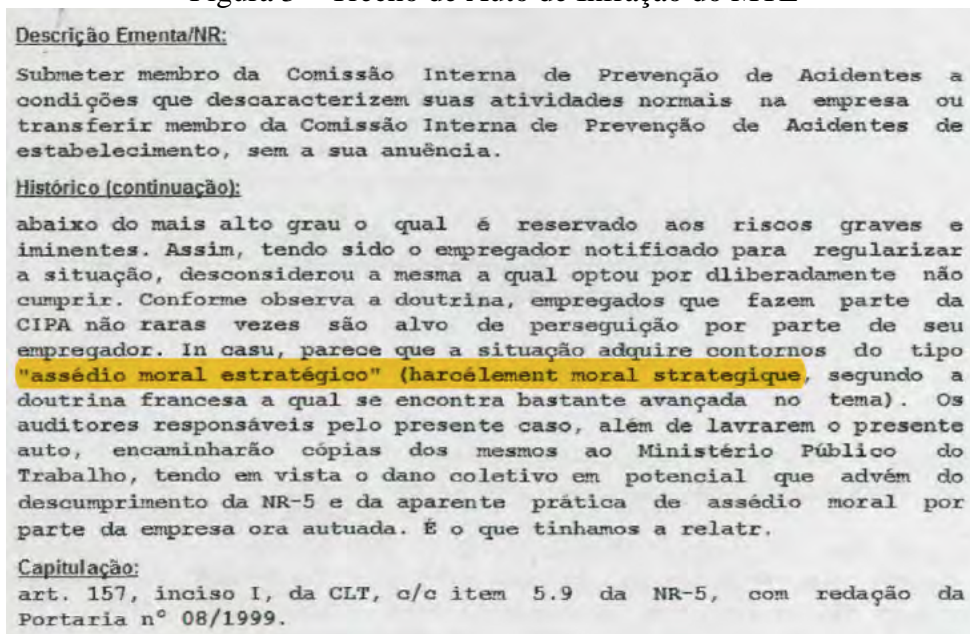 Descrição Ementa/NR:
Submeter membro da Comissão Interna de Prevenção de Acidentes a
condições que descaracterizem suas atividades normais na empresa ou
transferir membro da Comissão Interna de Prevenção de Acidentes de
estabelecimento, sem a sua anuência.
Histórico (continuação):
abaixo do mais alto grau o qual é reservado aos riscos graves e
iminentes. Assim, tendo sido o empregador notificado para regularizar
a situação, desconsiderou a mesma a qual optou por dliberadamente não
cumprir. Conforme observa a doutrina, empregados que fazem parte da
CIPA não raras vezes são alvo de perseguição por parte de seu
empregador. In casu, parece que a situação adquire contornos do tipo
"assédio moral estratégico" (harcélement moral strategique, segundo a
doutrina francesa a qual se encontra bastante avançada no tema). Os
auditores responsáveis pelo presente caso, além de lavrarem o presente
auto, encaminharão cópias dos mesmos ao Ministério Público do
Trabalho, tendo em vista o dano coletivo em potencial que advém do
descumprimento da NR-5 e da aparente prática de assédio moral por
parte da empresa ora autuada. É o que tínhamos a relatr.
Capitulação:
art. 157, inciso I, da CLT, c/c item 5.9 da NR-5, com redação da
Portaria nº 08/1999.